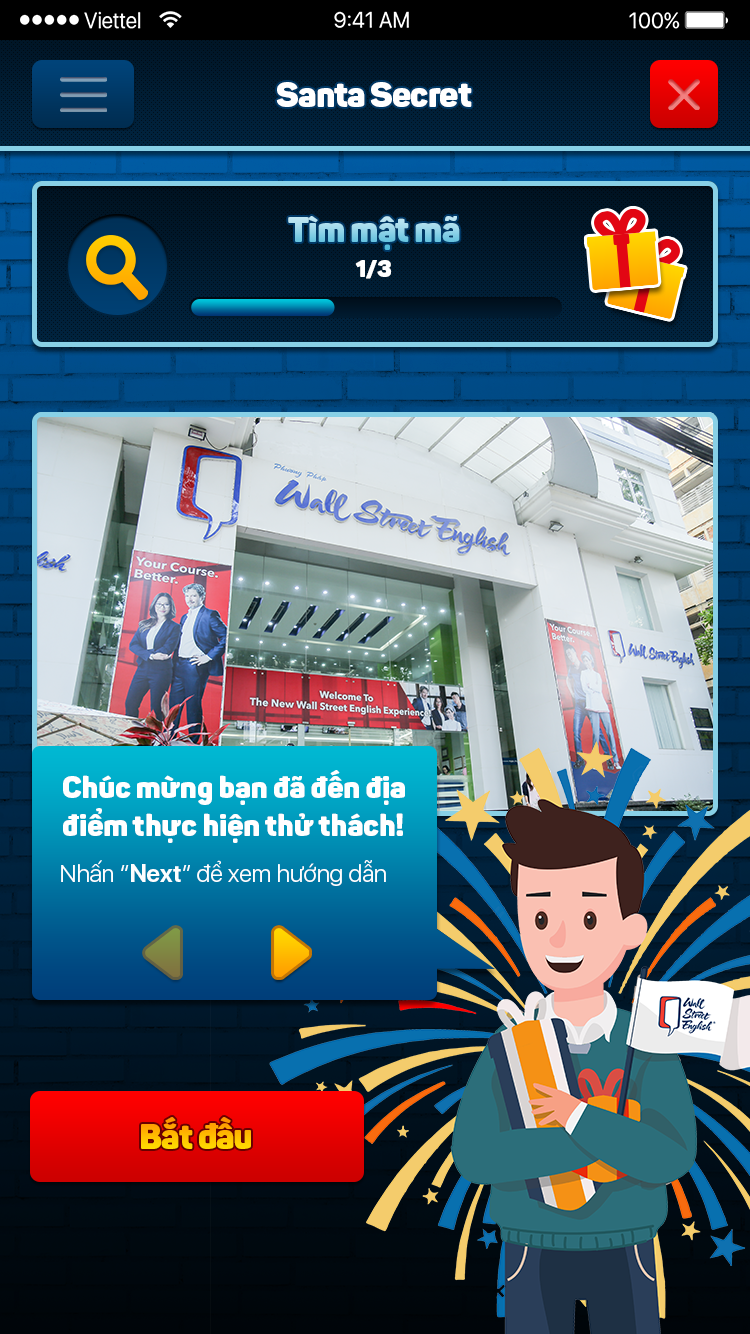 Viettel 9:41 AM 100%
Santa Secret
Tìm mật mã
1/3
Phương Pháp
Wall Street English
lish
Your Course.
Better.
Your Course.
Better.
Wall Street English
Welcome To
The New Wall Street English Experience
Chúc mừng bạn đã đến địa
điểm thực hiện thử thách!
Nhấn “Next” để xem hướng dẫn
Wall
Street
English
Bắt đầu